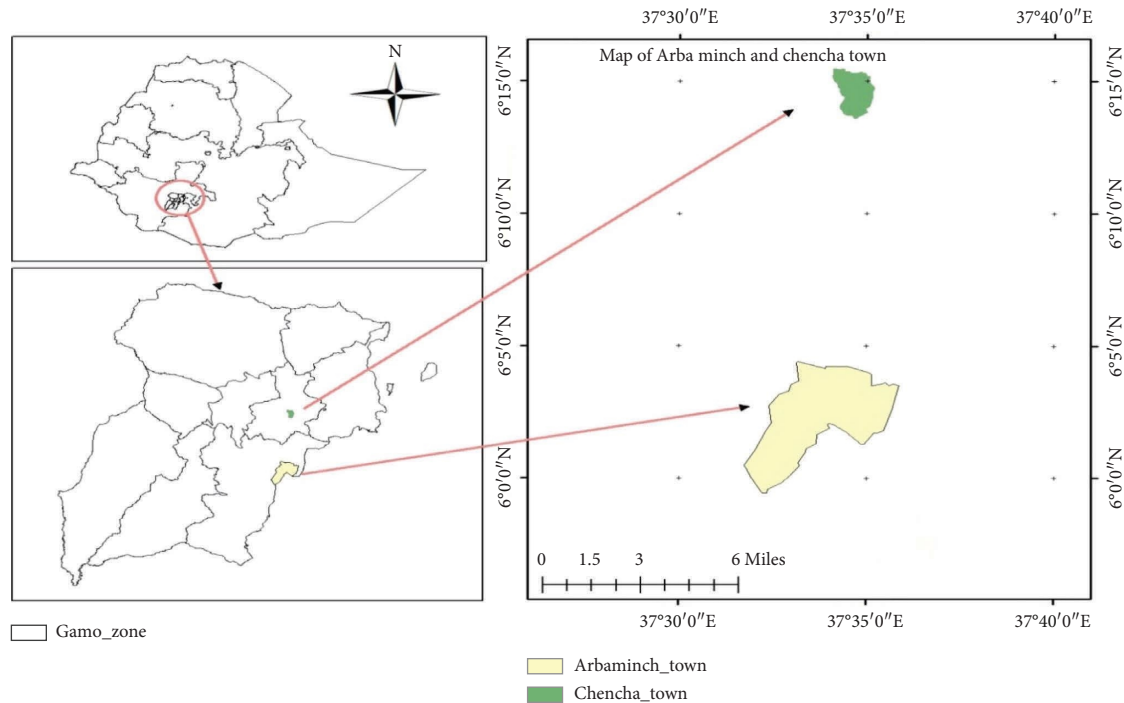 37°30′0″E
37°35′0″E
37°40′0″E
N
Map of Arba minch and chencha town
6°15′0″N
6°15′0″N
6°10′0″N
6°10′0″N
6°5′0″N
6°5′0″N
6°0′0″N
6°0′0″N
0 1.5 3 6 Miles
37°30′0″E
37°35′0″E
37°40′0″E
Gamo_zone
Arbaminch_town
Chencha_town